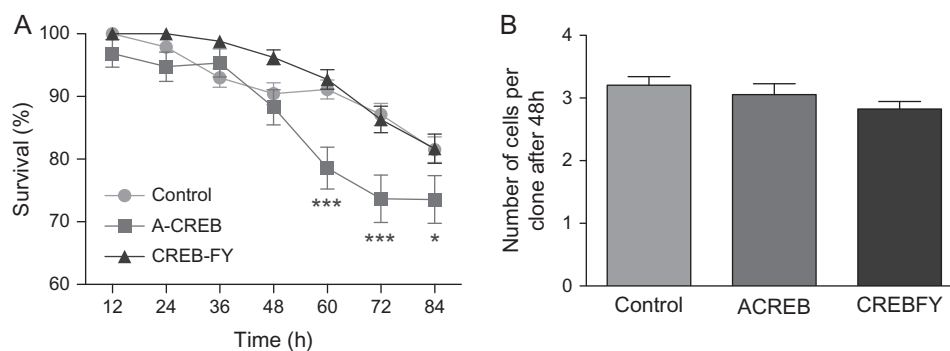 A
Survival (%)
100
90
80
70
60
Control
A-CREB
CREB-FY
***
***
*
12 24 36 48 60 72 84
Time (h)
B
Number of cells per
clone after 48h
4
3
2
1
0
Control ACREB CREBFY